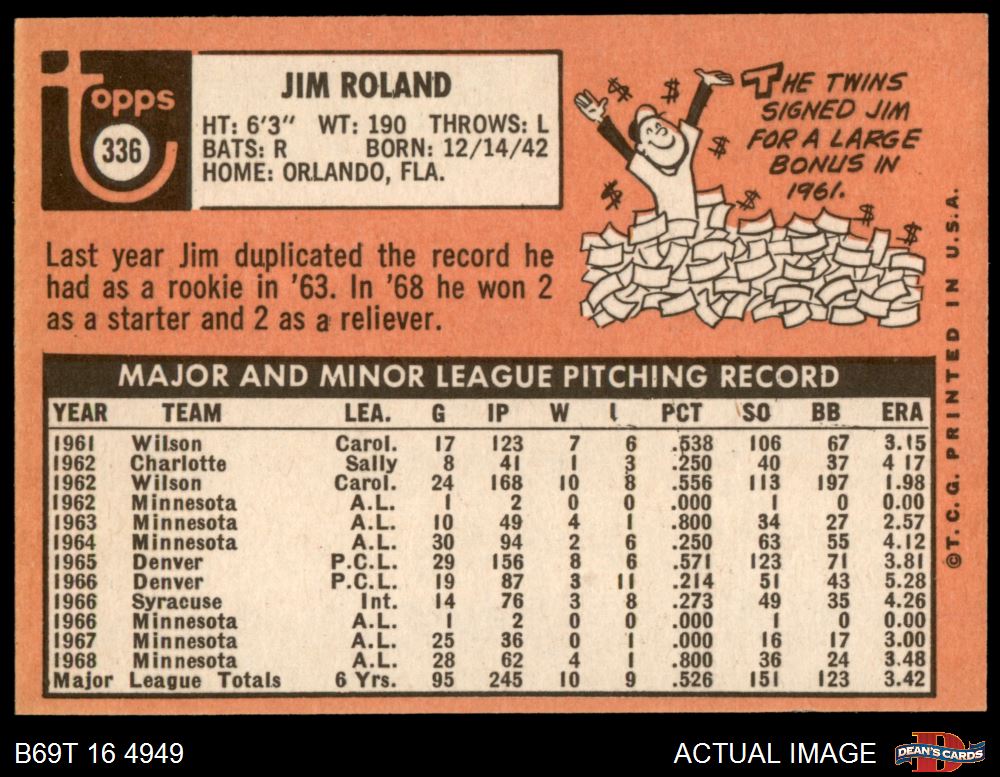 Topps
336
JIM ROLAND
HT: 6'3" WT: 190 THROWS: L
BATS: R BORN: 12/14/42
HOME: ORLANDO, FLA.
THE TWINS
SIGNED JIM
FOR A LARGE
BONUS IN
1961.
Last year Jim duplicated the record he
had as a rookie in '63. In '68 he won 2
as a starter and 2 as a reliever.
MAJOR AND MINOR LEAGUE PITCHING RECORD
YEAR TEAM LEA. G IP W L PCT SO BB ERA
1961 Wilson Carol. 17 123 7 6 .538 106 67 3.15
1962 Charlotte Sally 8 41 1 3 .250 40 37 4 17
1962 Wilson Carol. 24 168 10 8 .556 113 197 1.98
1962 Minnesota A.L. 1 2 0 0 .000 1 0 0.00
1963 Minnesota A.L. 10 49 4 1 .800 34 27 2.57
1964 Minnesota A.L. 30 94 2 6 .250 63 55 4.12
1965 Denver P.C.L. 29 156 8 6 .571 123 71 3.81
1966 Denver P.C.L. 19 87 3 11 .214 51 43 5.28
1966 Syracuse Int. 14 76 3 8 .273 49 35 4.26
1966 Minnesota A.L. 1 2 0 0 .000 1 0 0.00
1967 Minnesota A.L. 25 36 0 1 .000 16 17 3.00
1968 Minnesota A.L. 28 62 4 1 .800 36 24 3.48
Major League Totals 6 Yrs. 95 245 10 9 .526 151 123 3.42
©T.C.G. PRINTED IN U.S.A.
B69T 16 4949
ACTUAL IMAGE
DEAN'S CARDS